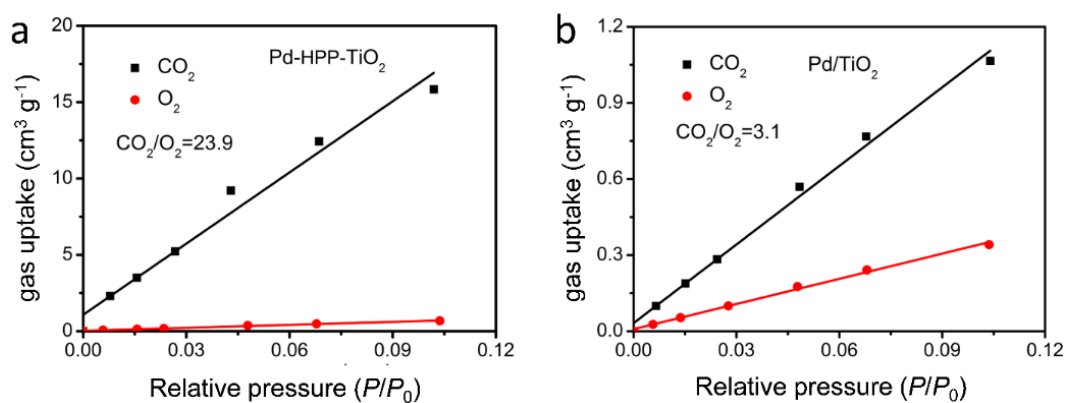 a
Pd-HPP-TiO₂
CO₂
O₂
CO₂/O₂=23.9
gas uptake (cm³ g⁻¹)
20
15
10
5
0
0.00 0.03 0.06 0.09 0.12
Relative pressure (P/P₀)
b
Pd/TiO₂
CO₂
O₂
CO₂/O₂=3.1
gas uptake (cm³ g⁻¹)
1.2
0.9
0.6
0.3
0.0
0.00 0.03 0.06 0.09 0.12
Relative pressure (P/P₀)